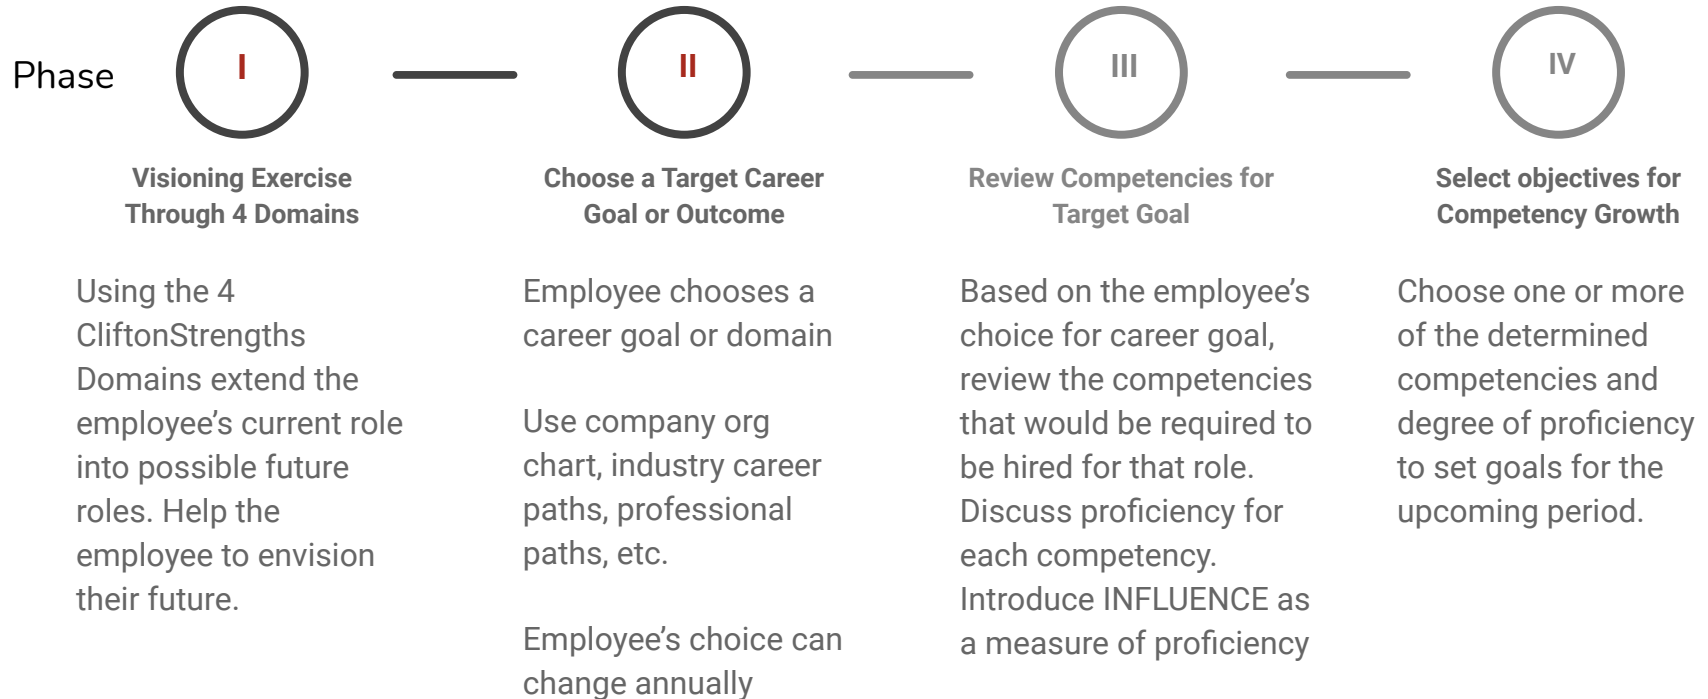 Phase
I
II
III
IV
Visioning Exercise
Through 4 Domains
Using the 4
CliftonStrengths
Domains extend the
employee’s current role
into possible future
roles. Help the
employee to envision
their future.
Choose a Target Career
Goal or Outcome
Employee chooses a
career goal or domain
Use company org
chart, industry career
paths, professional
paths, etc.
Employee’s choice can
change annually
Review Competencies for
Target Goal
Based on the employee’s
choice for career goal,
review the competencies
that would be required to
be hired for that role.
Discuss proficiency for
each competency.
Introduce INFLUENCE as
a measure of proficiency
Select objectives for
Competency Growth
Choose one or more
of the determined
competencies and
degree of proficiency
to set goals for the
upcoming period.